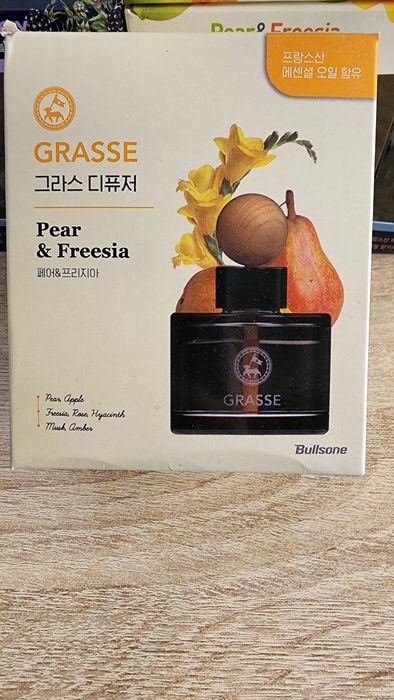 Pear & Freesia
프랑스산
에센셜 오일 함유
GRASSE
그라스 디퓨저
Pear
& Freesia
페어&프리지아
Pear, Apple
Freesia, Rose, Hyacinth
Musk, Amber
GRASSE
Bullsone